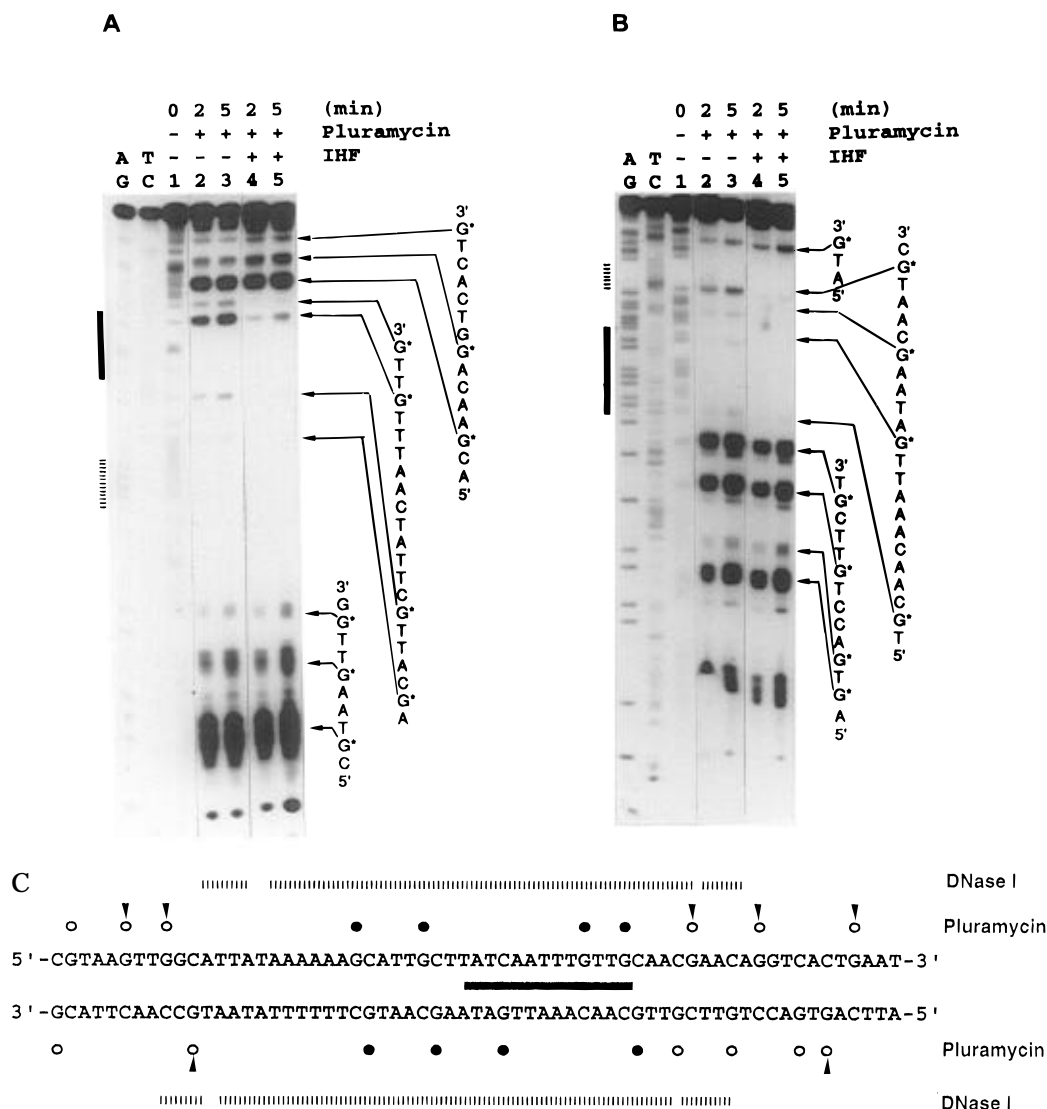 A
0 2 5 2 5 (min)
- + + + + Pluramycin
A T - - - + + IHF
G C 1 2 3 4 5
3' G* T C A C T G G* A C A A G* C A 5'
3' G* T T G* T T T A A C T A T T C G* T T A C G* A
3' G G* T T G* A A T G* C 5'
B
0 2 5 2 5 (min)
- + + + + Pluramycin
A T - - - + + IHF
G C 1 2 3 4 5
3' G* T A 5'
3' C G* T A A C G* A A T A G* T T A A A C A A C G* T 5'
3' T G* C T T G* T C C A G* T G* A 5'
C
DNase I
Pluramycin
5'-CGTAAGTTGGCATTATAAAAAAGCATTGCTTATCAATTTGTTGCAACGAACAGGTCACTGAAT-3'
3'-GCATTCAACCGTAATATTTTTTCGTAACGAATAGTTAAACAACGTTGCTTGTCCAGTGACTTA-5'
Pluramycin
DNase I